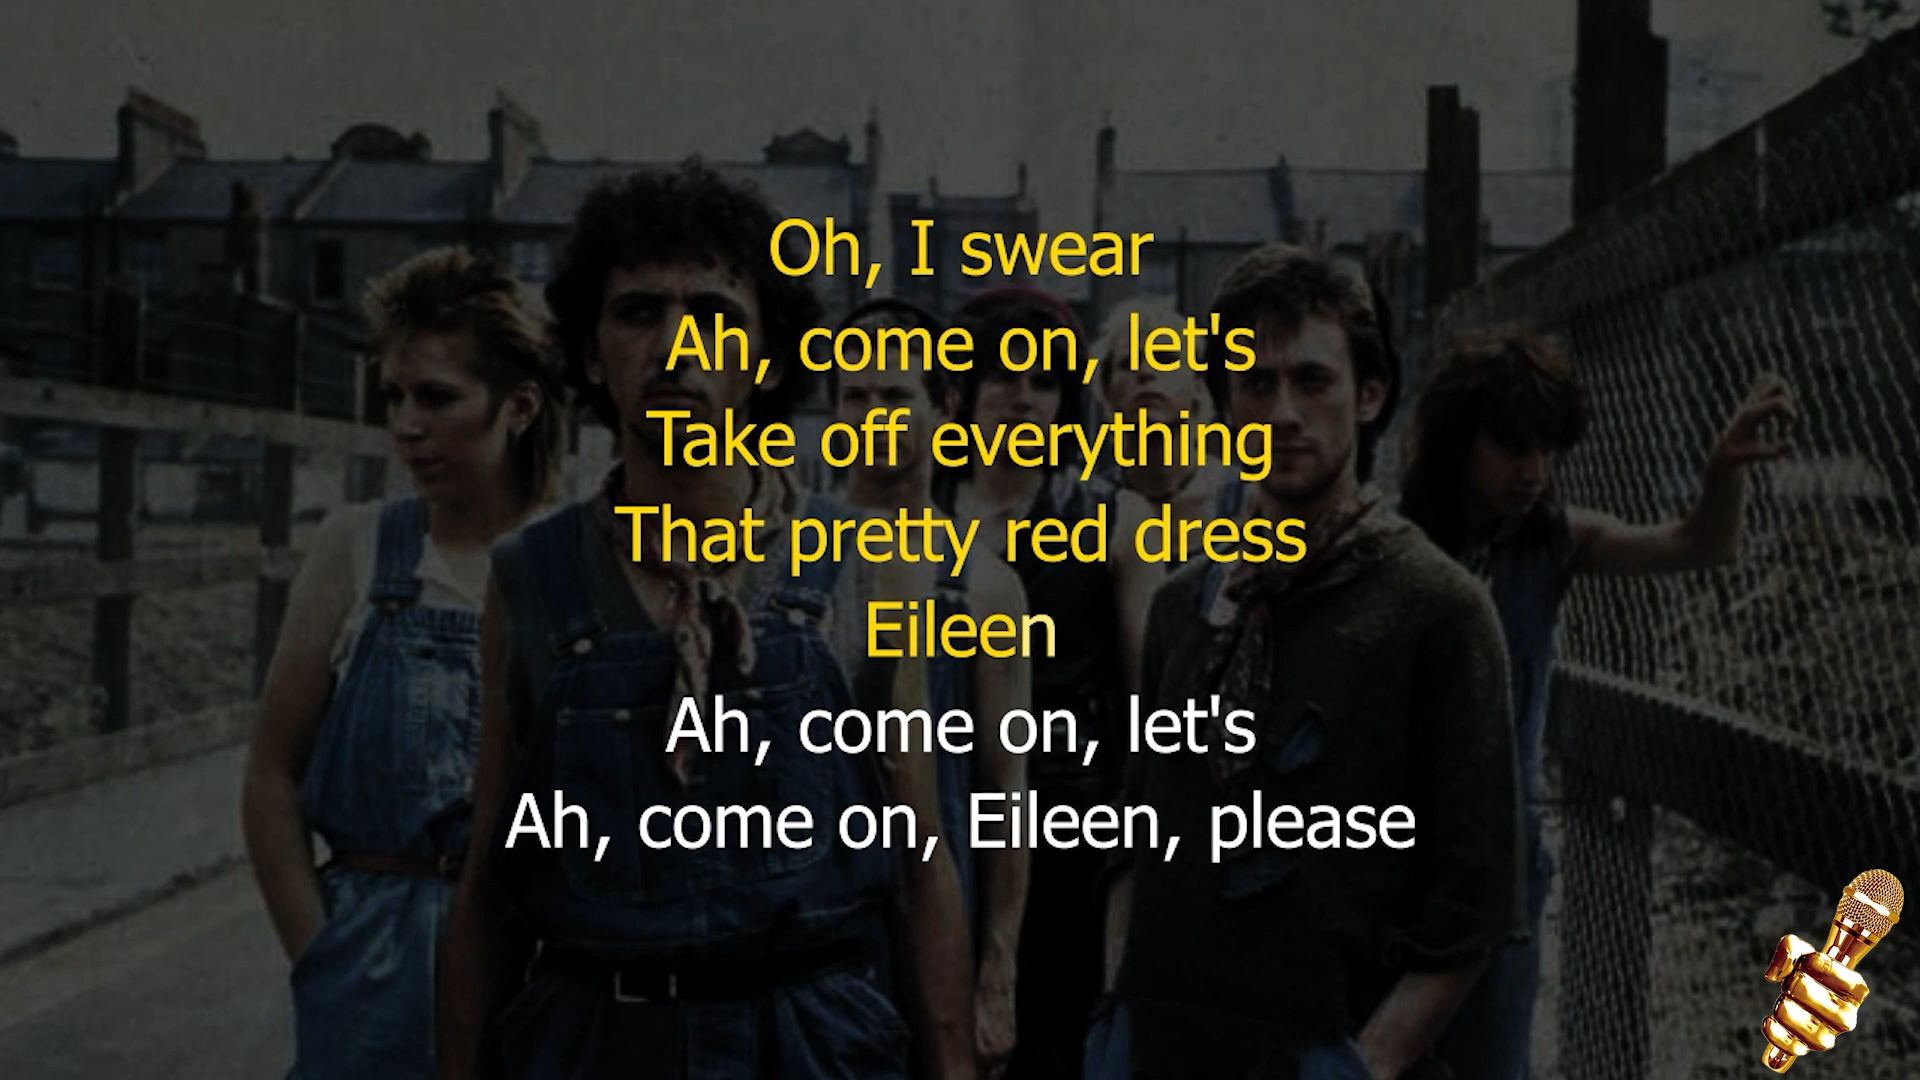 Oh, I swear
Ah, come on, let's
Take off everything
That pretty red dress
Eileen
Ah, come on, let's
Ah, come on, Eileen, please